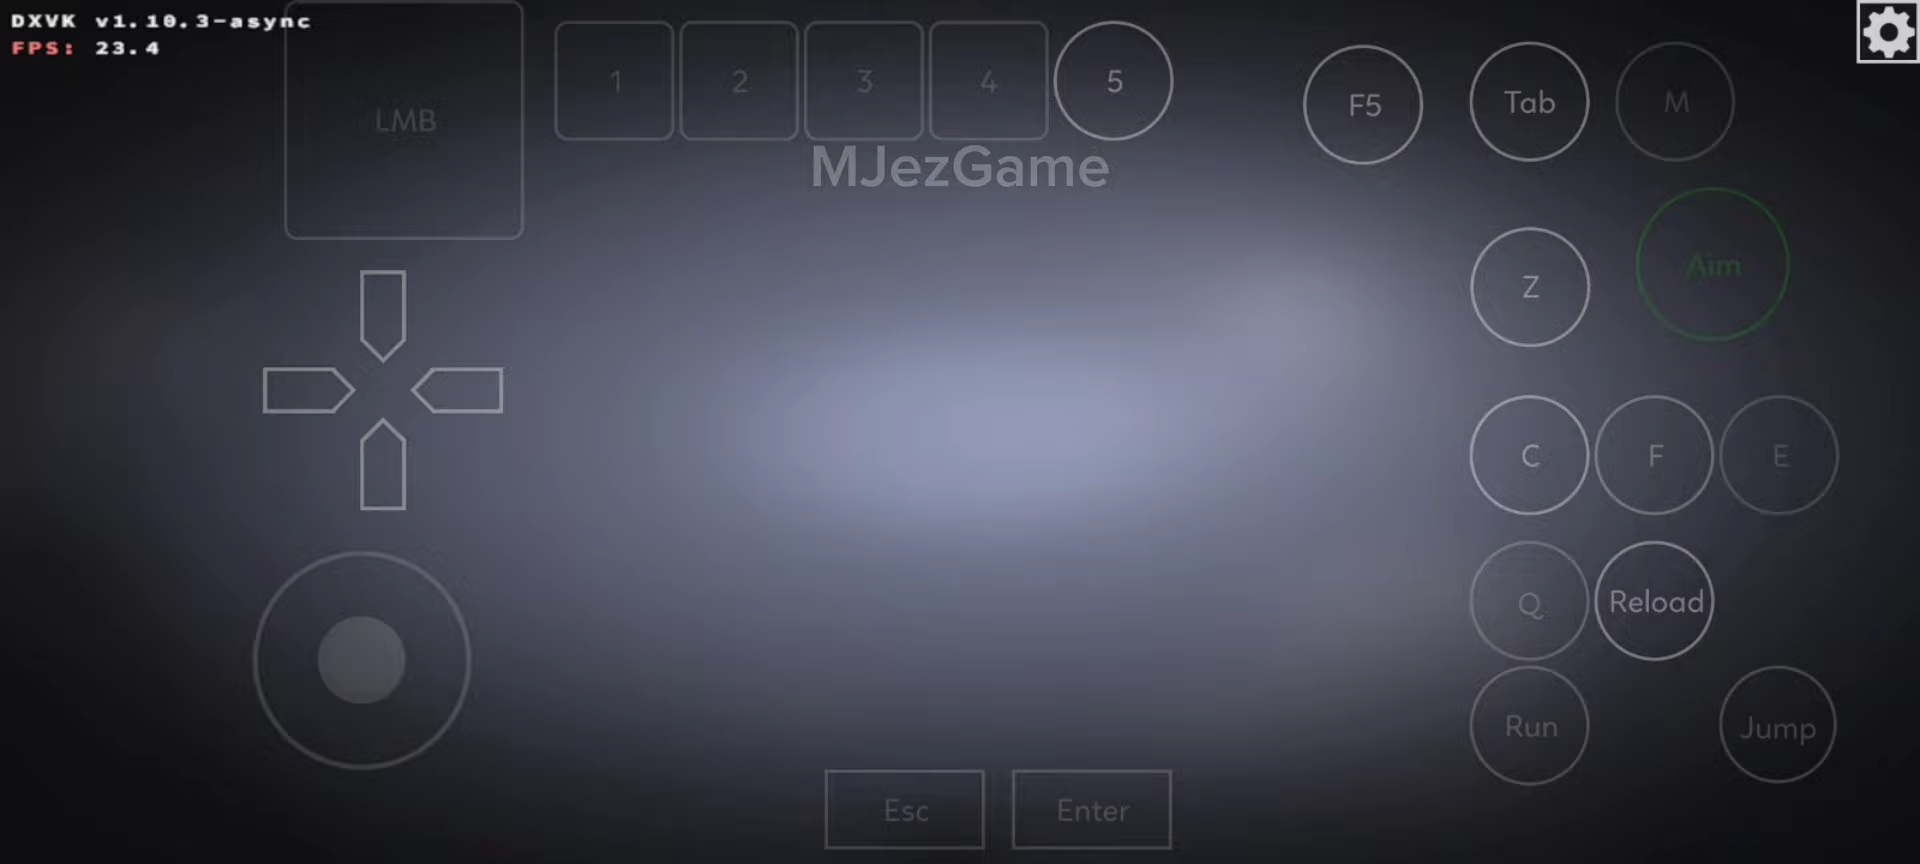 DXVK v1.10.3-async
FPS: 23.4
LMB
1
2
3
4
5
F5
Tab
M
MJezGame
Aim
Z
C
F
E
Q
Reload
Run
Jump
Esc
Enter